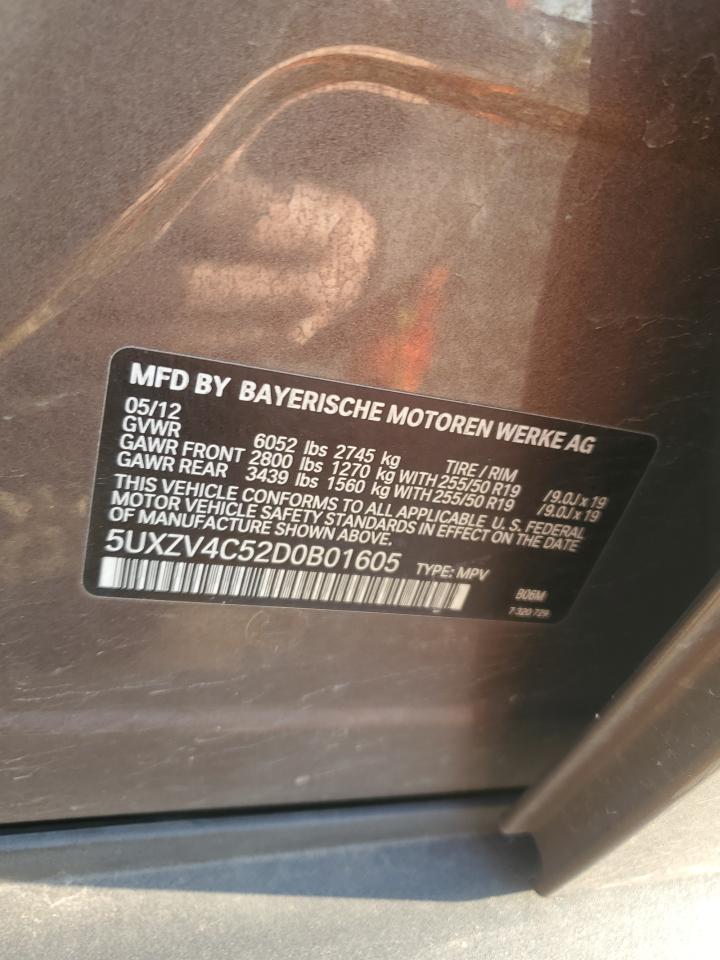 MFD BY BAYERISCHE MOTOREN WERKE AG
05/12
GVWR 6052 lbs 2745 kg TIRE / RIM
GAWR FRONT 2800 lbs 1270 kg WITH 255/50 R19 /9.0J x 19
GAWR REAR 3439 lbs 1560 kg WITH 255/50 R19 /9.0J x 19
THIS VEHICLE CONFORMS TO ALL APPLICABLE U.S. FEDERAL
MOTOR VEHICLE SAFETY STANDARDS IN EFFECT ON THE DATE
OF MANUFACTURE SHOWN ABOVE.
5UXZV4C52D0B01605 TYPE: MPV
B06M
7 320 729